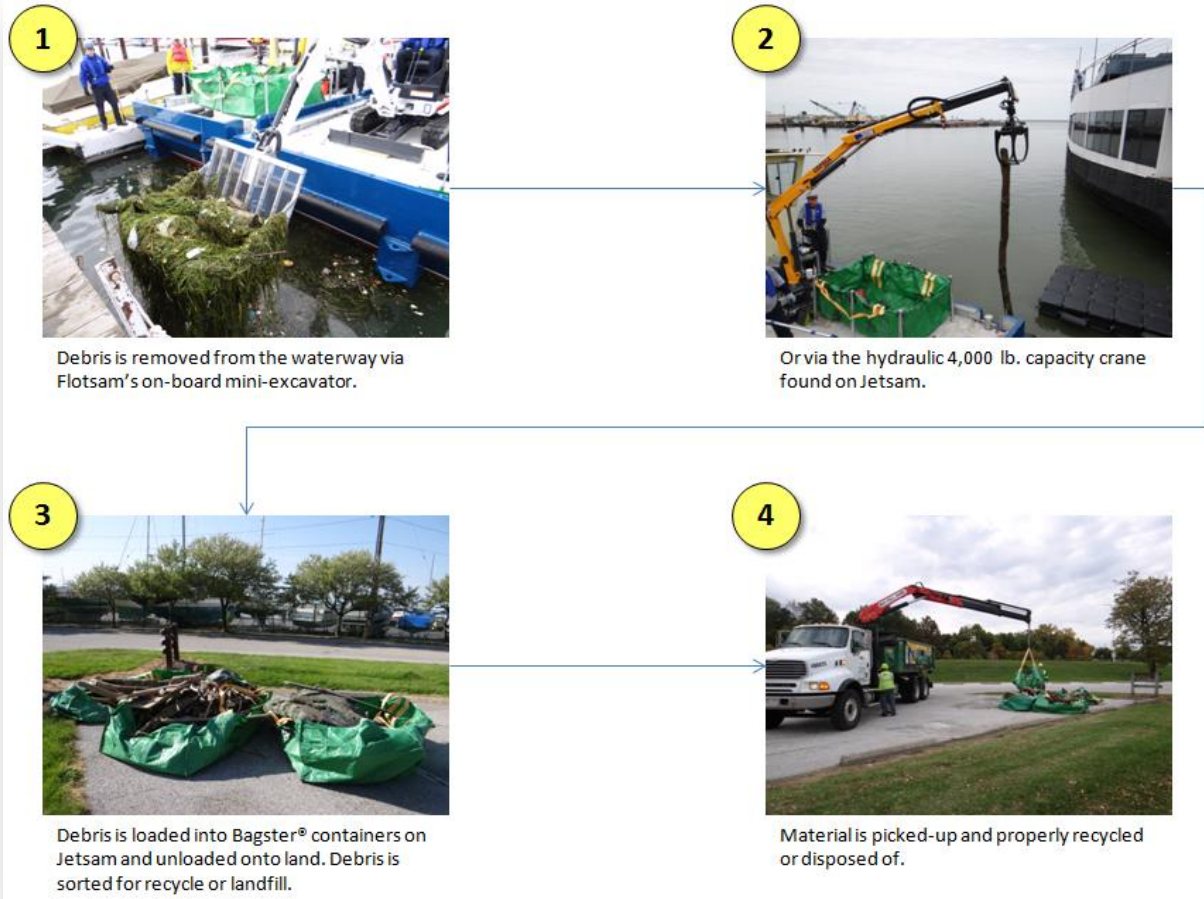 1
2
Debris is removed from the waterway via
Flotsam's on-board mini-excavator.
Or via the hydraulic 4,000 lb. capacity crane
found on Jetsam.
3
4
Debris is loaded into Bagster® containers on
Jetsam and unloaded onto land. Debris is
sorted for recycle or landfill.
Material is picked-up and properly recycled
or disposed of.